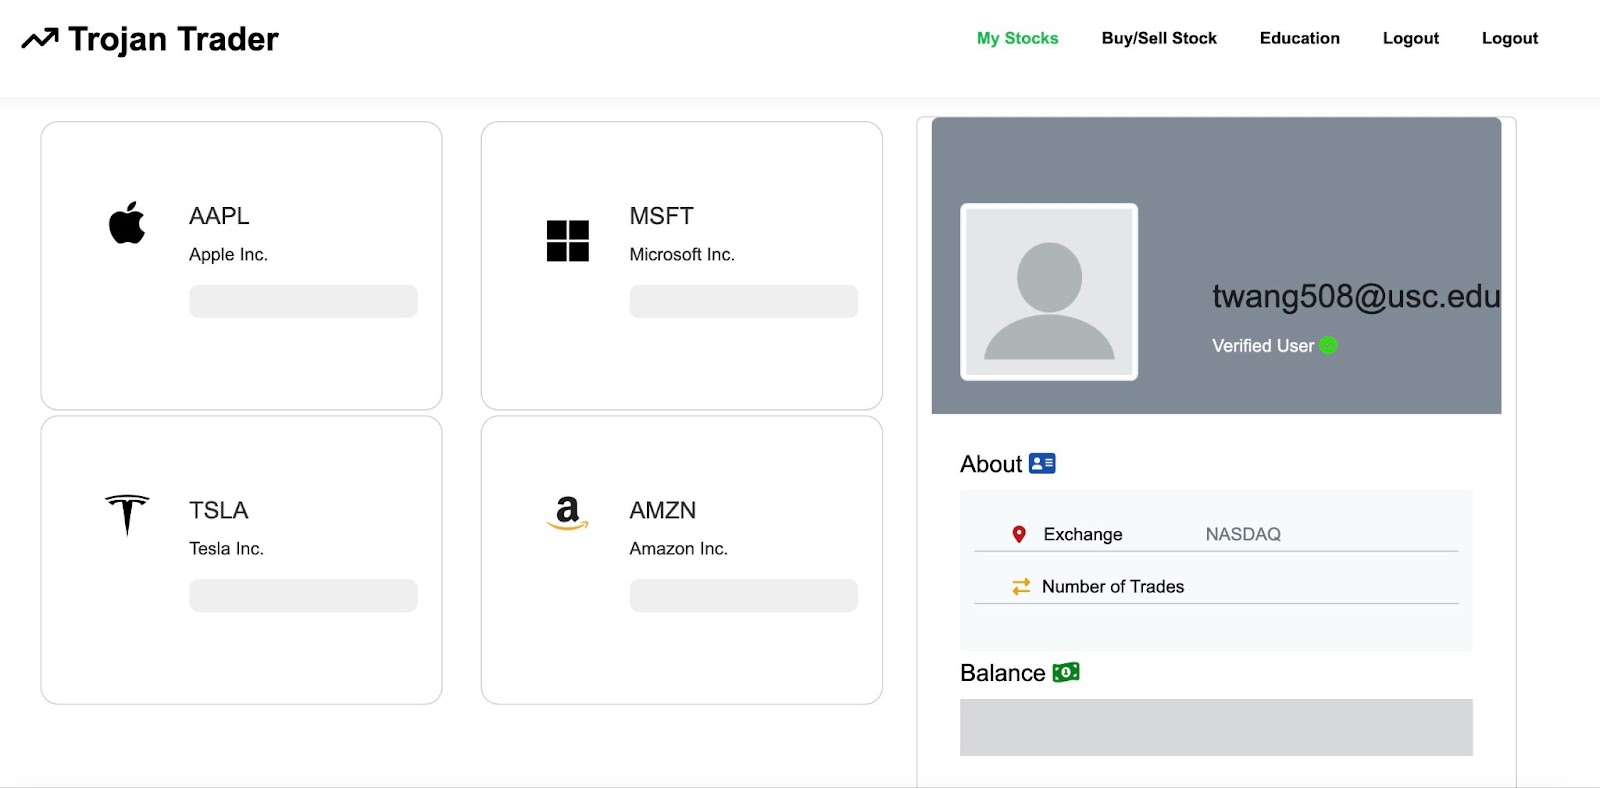 Trojan Trader
My Stocks
Buy/Sell Stock
Education
Logout
Logout
AAPL
Apple Inc.
MSFT
Microsoft Inc.
TSLA
Tesla Inc.
AMZN
Amazon Inc.
twang508@usc.edu
Verified User
About
Exchange NASDAQ
Number of Trades
Balance